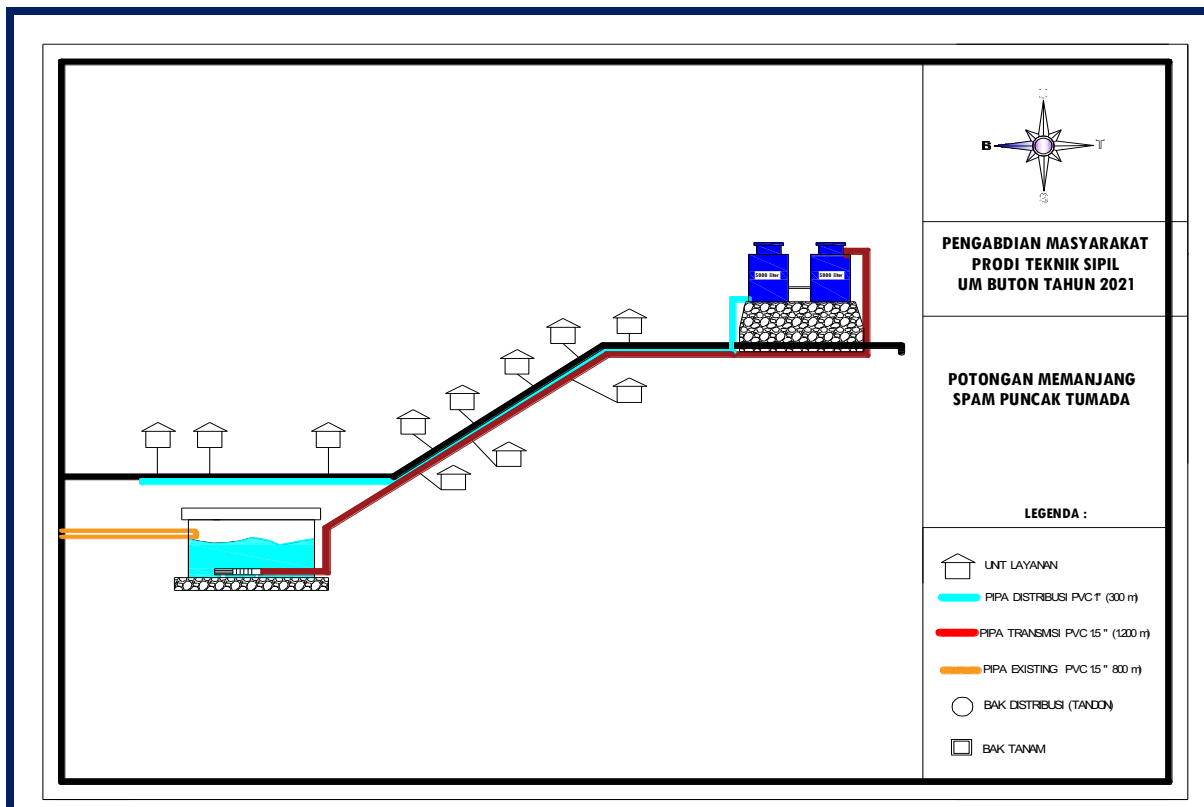 U
B
T
S
PENGABDIAN MASYARAKAT
PRODI TEKNIK SIPIL
UM BUTON TAHUN 2021
5000 liter
5000 liter
POTONGAN MEMANJANG
SPAM PUNCAK TUMADA
LEGENDA :
UNIT LAYANAN
PIPA DISTRIBUSI PVC 1" (300 m)
PIPA TRANSMISI PVC 1.5 " (1.200 m)
PIPA EXISTING PVC 1.5 " 800 m)
BAK DISTRIBUSI (TANDON)
BAK TANAM